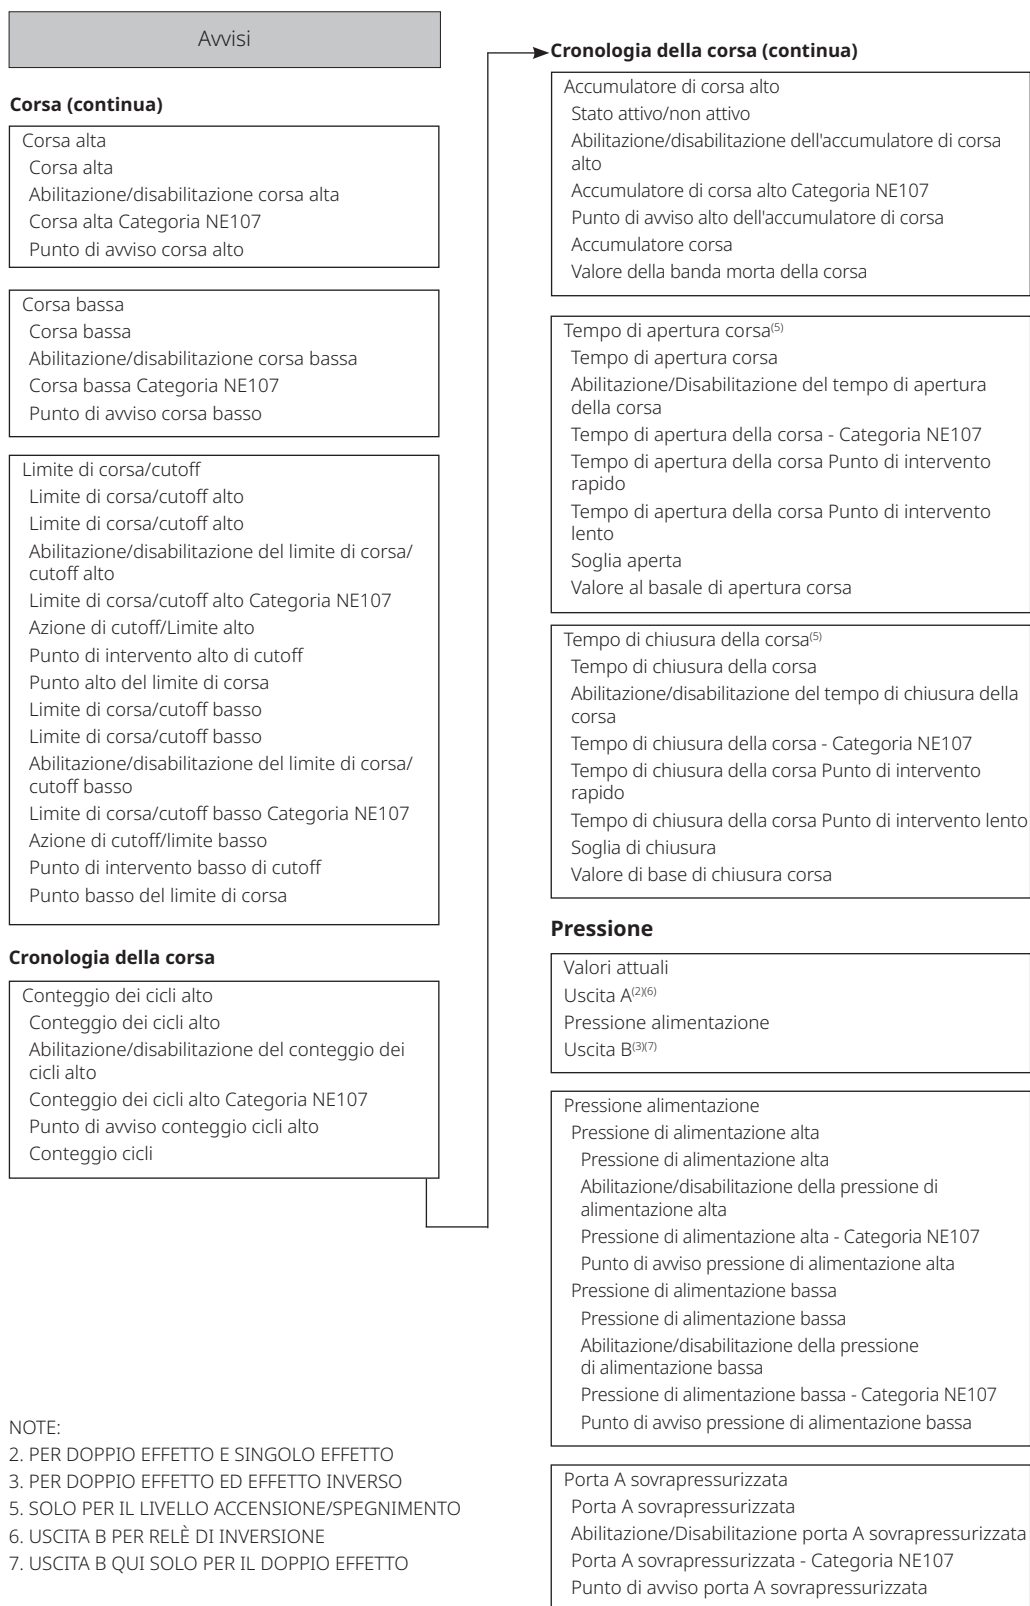 Avvisi
Corsa (continua)
Corsa alta
Corsa alta
Abilitazione/disabilitazione corsa alta
Corsa alta Categoria NE107
Punto di avviso corsa alto
Corsa bassa
Corsa bassa
Abilitazione/disabilitazione corsa bassa
Corsa bassa Categoria NE107
Punto di avviso corsa basso
Limite di corsa/cutoff
Limite di corsa/cutoff alto
Limite di corsa/cutoff alto
Abilitazione/disabilitazione del limite di corsa/
cutoff alto
Limite di corsa/cutoff alto Categoria NE107
Azione di cutoff/Limite alto
Punto di intervento alto di cutoff
Punto alto del limite di corsa
Limite di corsa/cutoff basso
Limite di corsa/cutoff basso
Abilitazione/disabilitazione del limite di corsa/
cutoff basso
Limite di corsa/cutoff basso Categoria NE107
Azione di cutoff/limite basso
Punto di intervento basso di cutoff
Punto basso del limite di corsa
Cronologia della corsa
Conteggio dei cicli alto
Conteggio dei cicli alto
Abilitazione/disabilitazione del conteggio dei
cicli alto
Conteggio dei cicli alto Categoria NE107
Punto di avviso conteggio cicli alto
Conteggio cicli
Cronologia della corsa (continua)
Accumulatore di corsa alto
Stato attivo/non attivo
Abilitazione/disabilitazione dell'accumulatore di corsa
alto
Accumulatore di corsa alto Categoria NE107
Punto di avviso alto dell'accumulatore di corsa
Accumulatore corsa
Valore della banda morta della corsa
Tempo di apertura corsa(5)
Tempo di apertura corsa
Abilitazione/Disabilitazione del tempo di apertura
della corsa
Tempo di apertura della corsa - Categoria NE107
Tempo di apertura della corsa Punto di intervento
rapido
Tempo di apertura della corsa Punto di intervento
lento
Soglia aperta
Valore al basale di apertura corsa
Tempo di chiusura della corsa(5)
Tempo di chiusura della corsa
Abilitazione/disabilitazione del tempo di chiusura della
corsa
Tempo di chiusura della corsa - Categoria NE107
Tempo di chiusura della corsa Punto di intervento
rapido
Tempo di chiusura della corsa Punto di intervento lento
Soglia di chiusura
Valore di base di chiusura corsa
Pressione
Valori attuali
Uscita A(2)(6)
Pressione alimentazione
Uscita B(3)(7)
Pressione alimentazione
Pressione di alimentazione alta
Pressione di alimentazione alta
Abilitazione/disabilitazione della pressione di
alimentazione alta
Pressione di alimentazione alta - Categoria NE107
Punto di avviso pressione di alimentazione alta
Pressione di alimentazione bassa
Pressione di alimentazione bassa
Abilitazione/disabilitazione della pressione
di alimentazione bassa
Pressione di alimentazione bassa - Categoria NE107
Punto di avviso pressione di alimentazione bassa
Porta A sovrapressurizzata
Porta A sovrapressurizzata
Abilitazione/Disabilitazione porta A sovrapressurizzata
Porta A sovrapressurizzata - Categoria NE107
Punto di avviso porta A sovrapressurizzata
NOTE:
2. PER DOPPIO EFFETTO E SINGOLO EFFETTO
3. PER DOPPIO EFFETTO ED EFFETTO INVERSO
5. SOLO PER IL LIVELLO ACCENSIONE/SPEGNIMENTO
6. USCITA B PER RELÈ DI INVERSIONE
7. USCITA B QUI SOLO PER IL DOPPIO EFFETTO